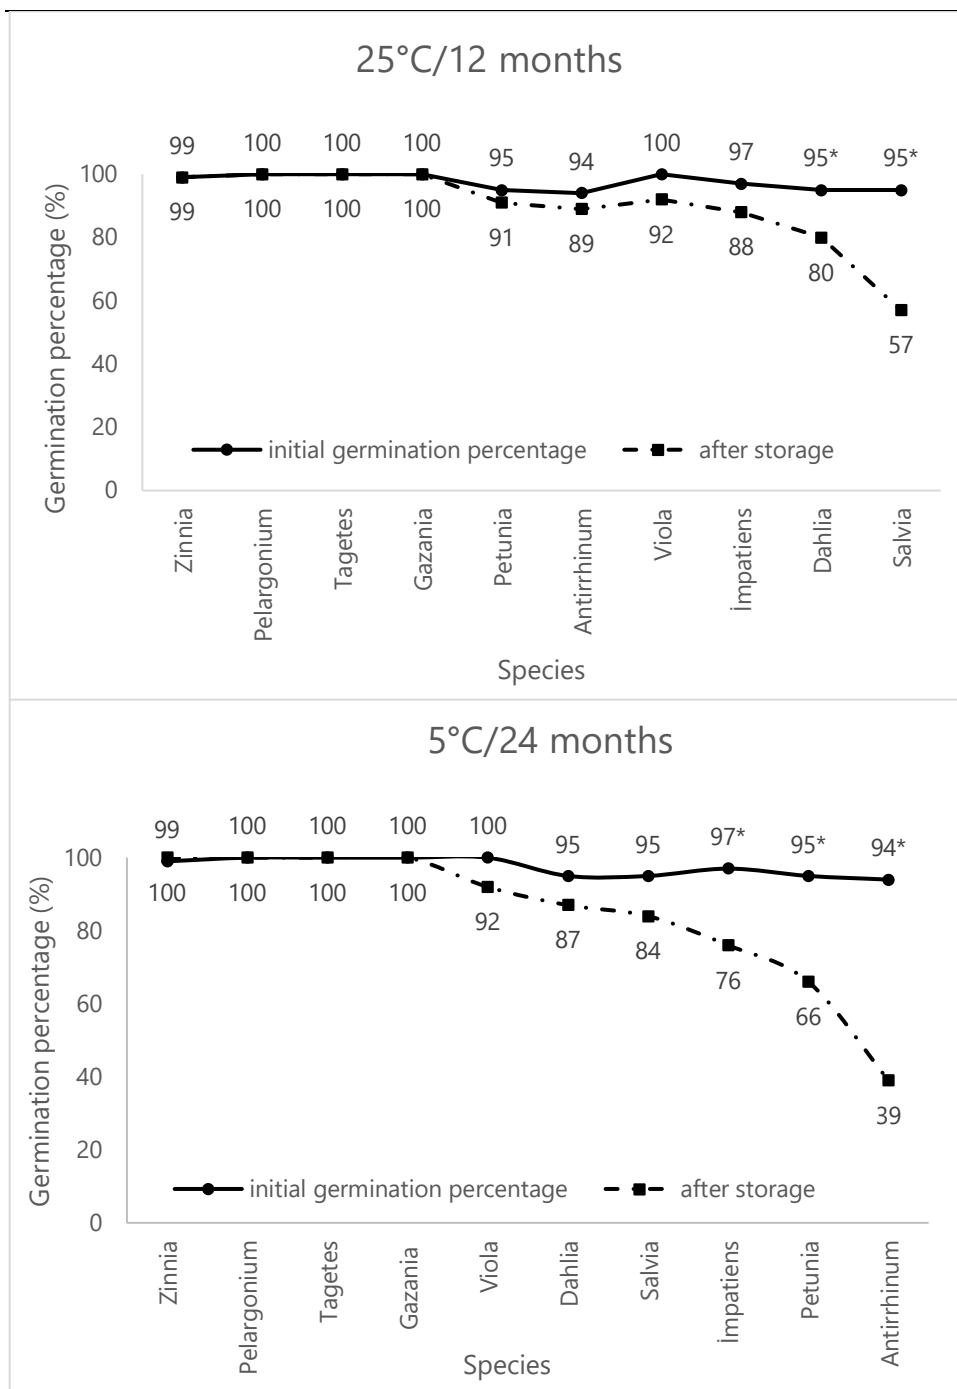 25°C/12 months
99 100 100 100 95 94 100 97 95* 95*
99 100 100 100 91 89 92 88 80 57
Germination percentage (%)
100
80
60
40
20
0
initial germination percentage after storage
Zinnia
Pelargonium
Tagetes
Gazania
Petunia
Antirrhinum
Viola
impatiens
Dahlia
Salvia
Species
5°C/24 months
99 100 100 100 100 95 95 97* 95* 94*
100 100 100 100 92 87 84 76 66 39
Germination percentage (%)
100
80
60
40
20
0
initial germination percentage after storage
Zinnia
Pelargonium
Tagetes
Gazania
Viola
Dahlia
Salvia
impatiens
Petunia
Antirrhinum
Species